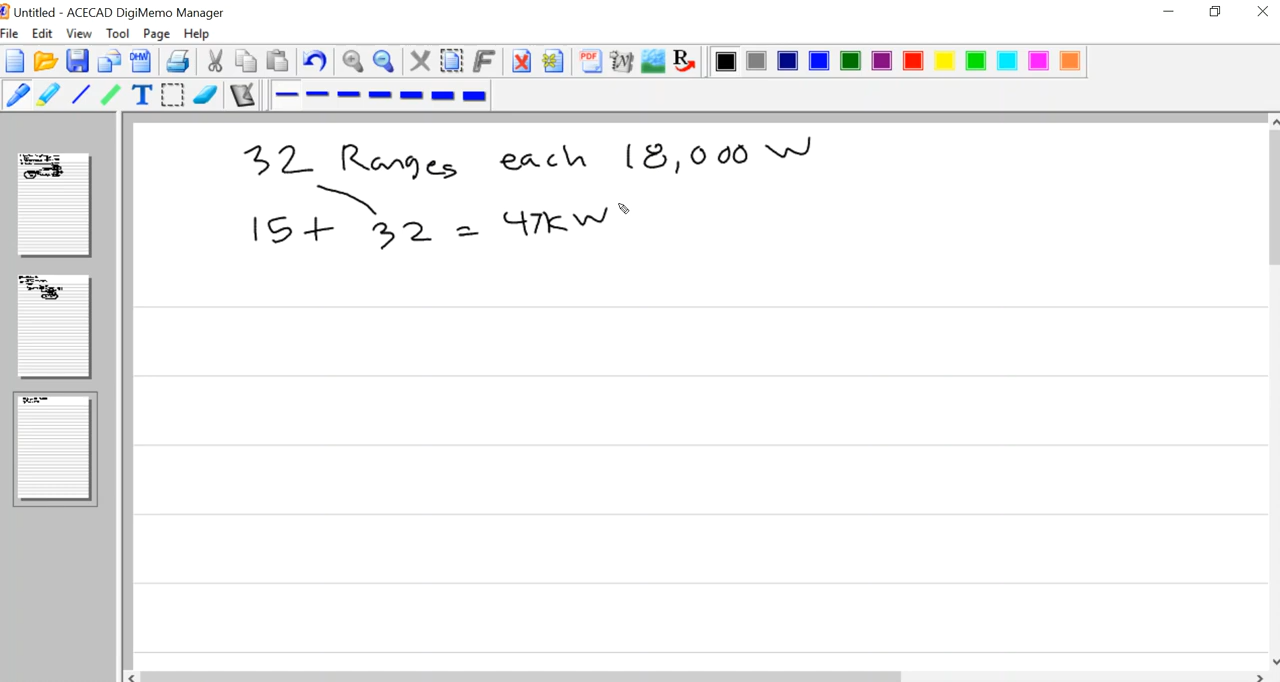 Untitled - ACECAD DigiMemo Manager
File Edit View Tool Page Help
32 Ranges each 18,000 W
15 + 32 = 47KW